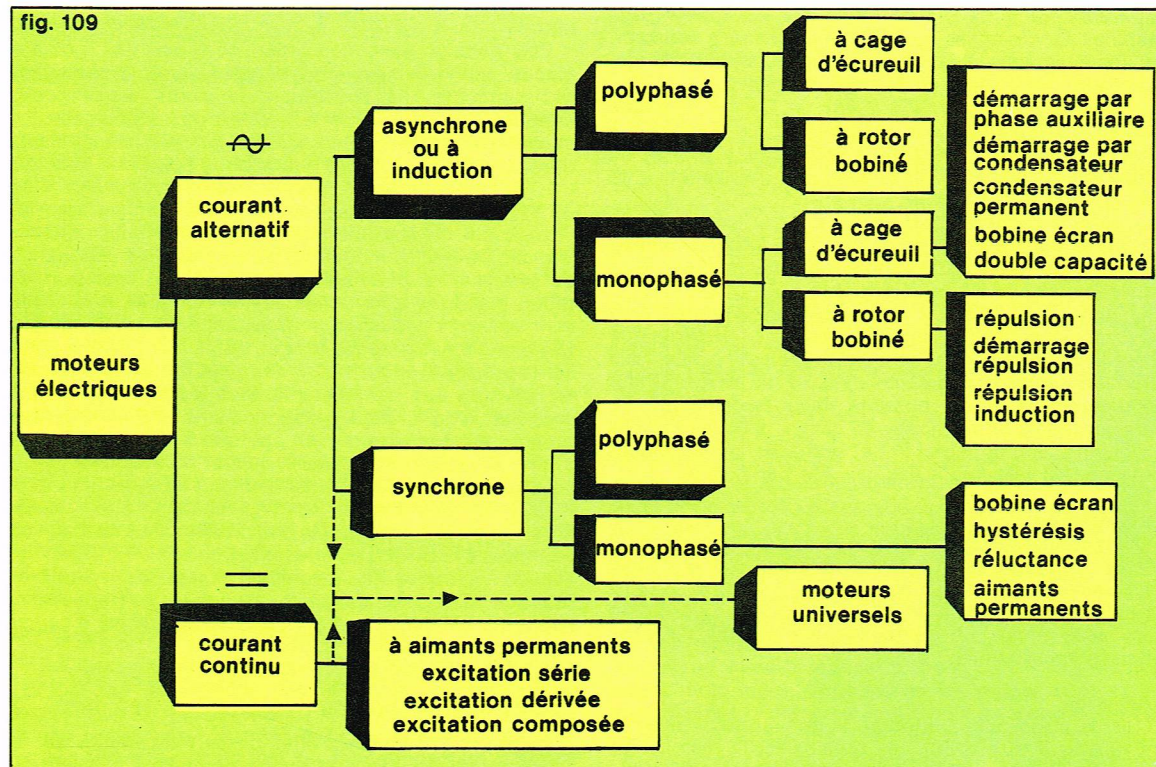 fig. 109
moteurs
électriques
courant
alternatif
courant
continu
asynchrone
ou à
induction
synchrone
à aimants permanents
excitation série
excitation dérivée
excitation composée
polyphasé
monophasé
polyphasé
monophasé
à cage
d'écureuil
à rotor
bobiné
à cage
d'écureuil
à rotor
bobiné
moteurs
universels
démarrage par
phase auxiliaire
démarrage par
condensateur
condensateur
permanent
bobine écran
double capacité
répulsion
démarrage
répulsion
répulsion
induction
bobine écran
hystérésis
réluctance
aimants
permanents